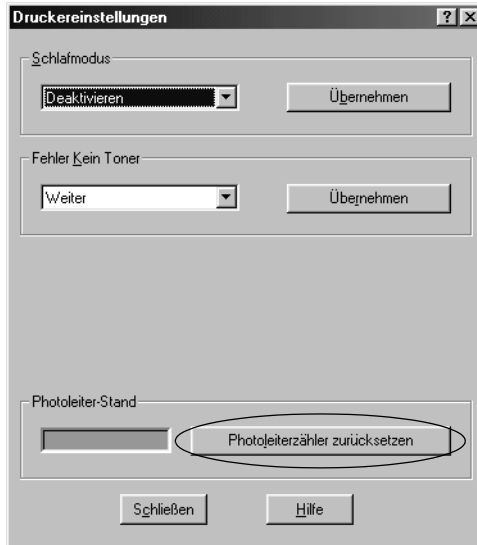 Druckereinstellungen
Schlafmodus
Deaktivieren
Übernehmen
Fehler Kein Toner
Weiter
Übernehmen
Photoleiter-Stand
Photoleiterzähler zurücksetzen
Schließen
Hilfe